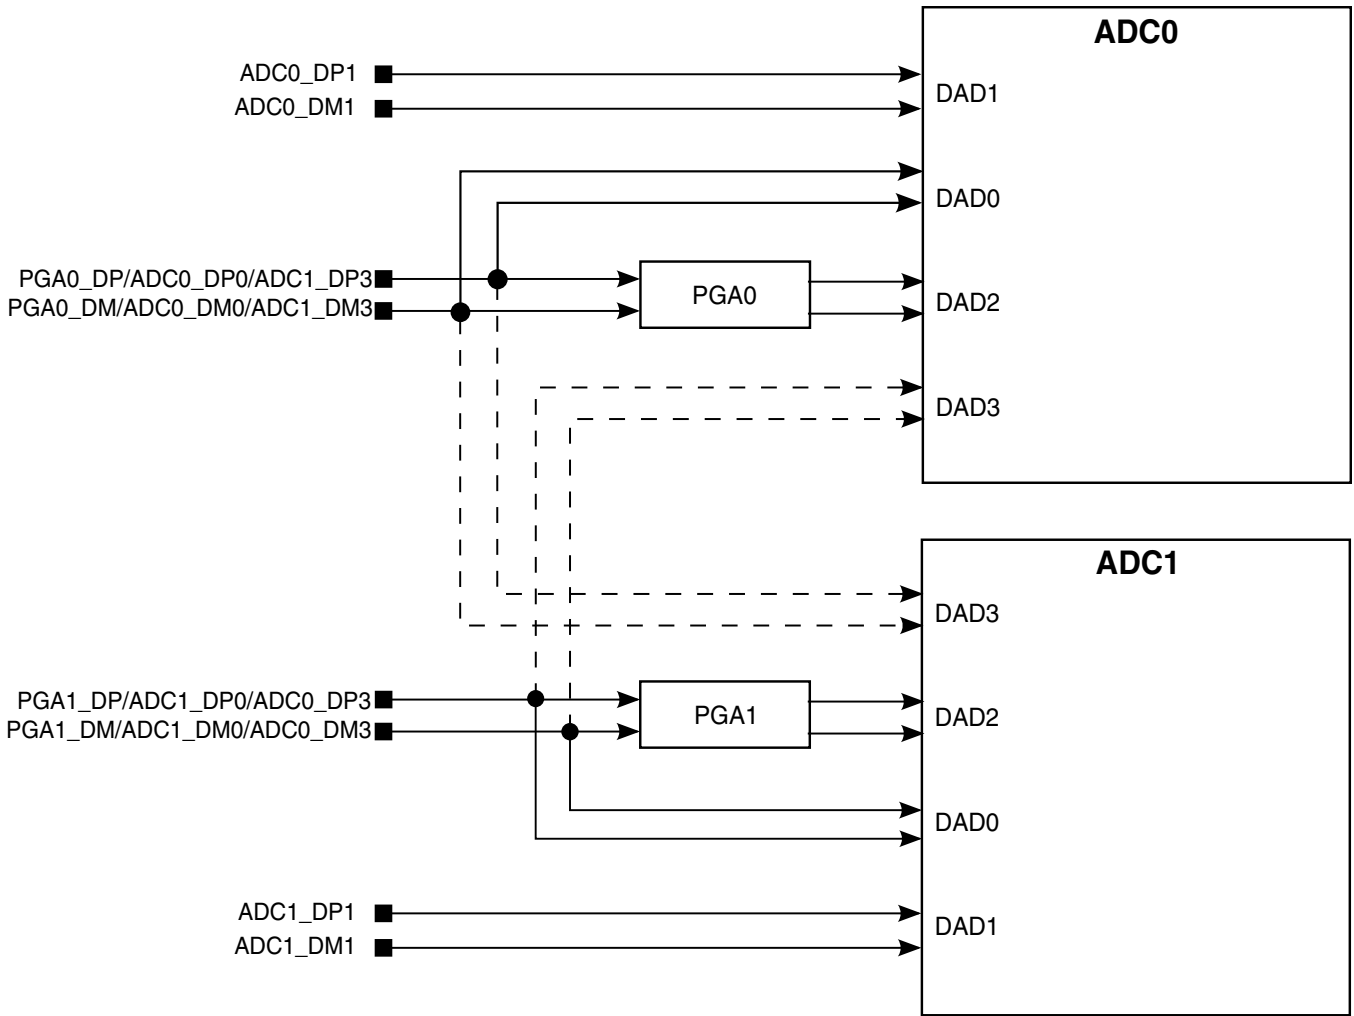 ADC0
ADC0_DP1
ADC0_DM1
DAD1
DAD0
PGA0_DP/ADC0_DP0/ADC1_DP3
PGA0_DM/ADC0_DM0/ADC1_DM3
PGA0
DAD2
DAD3
ADC1
DAD3
PGA1_DP/ADC1_DP0/ADC0_DP3
PGA1_DM/ADC1_DM0/ADC0_DM3
PGA1
DAD2
DAD0
ADC1_DP1
ADC1_DM1
DAD1